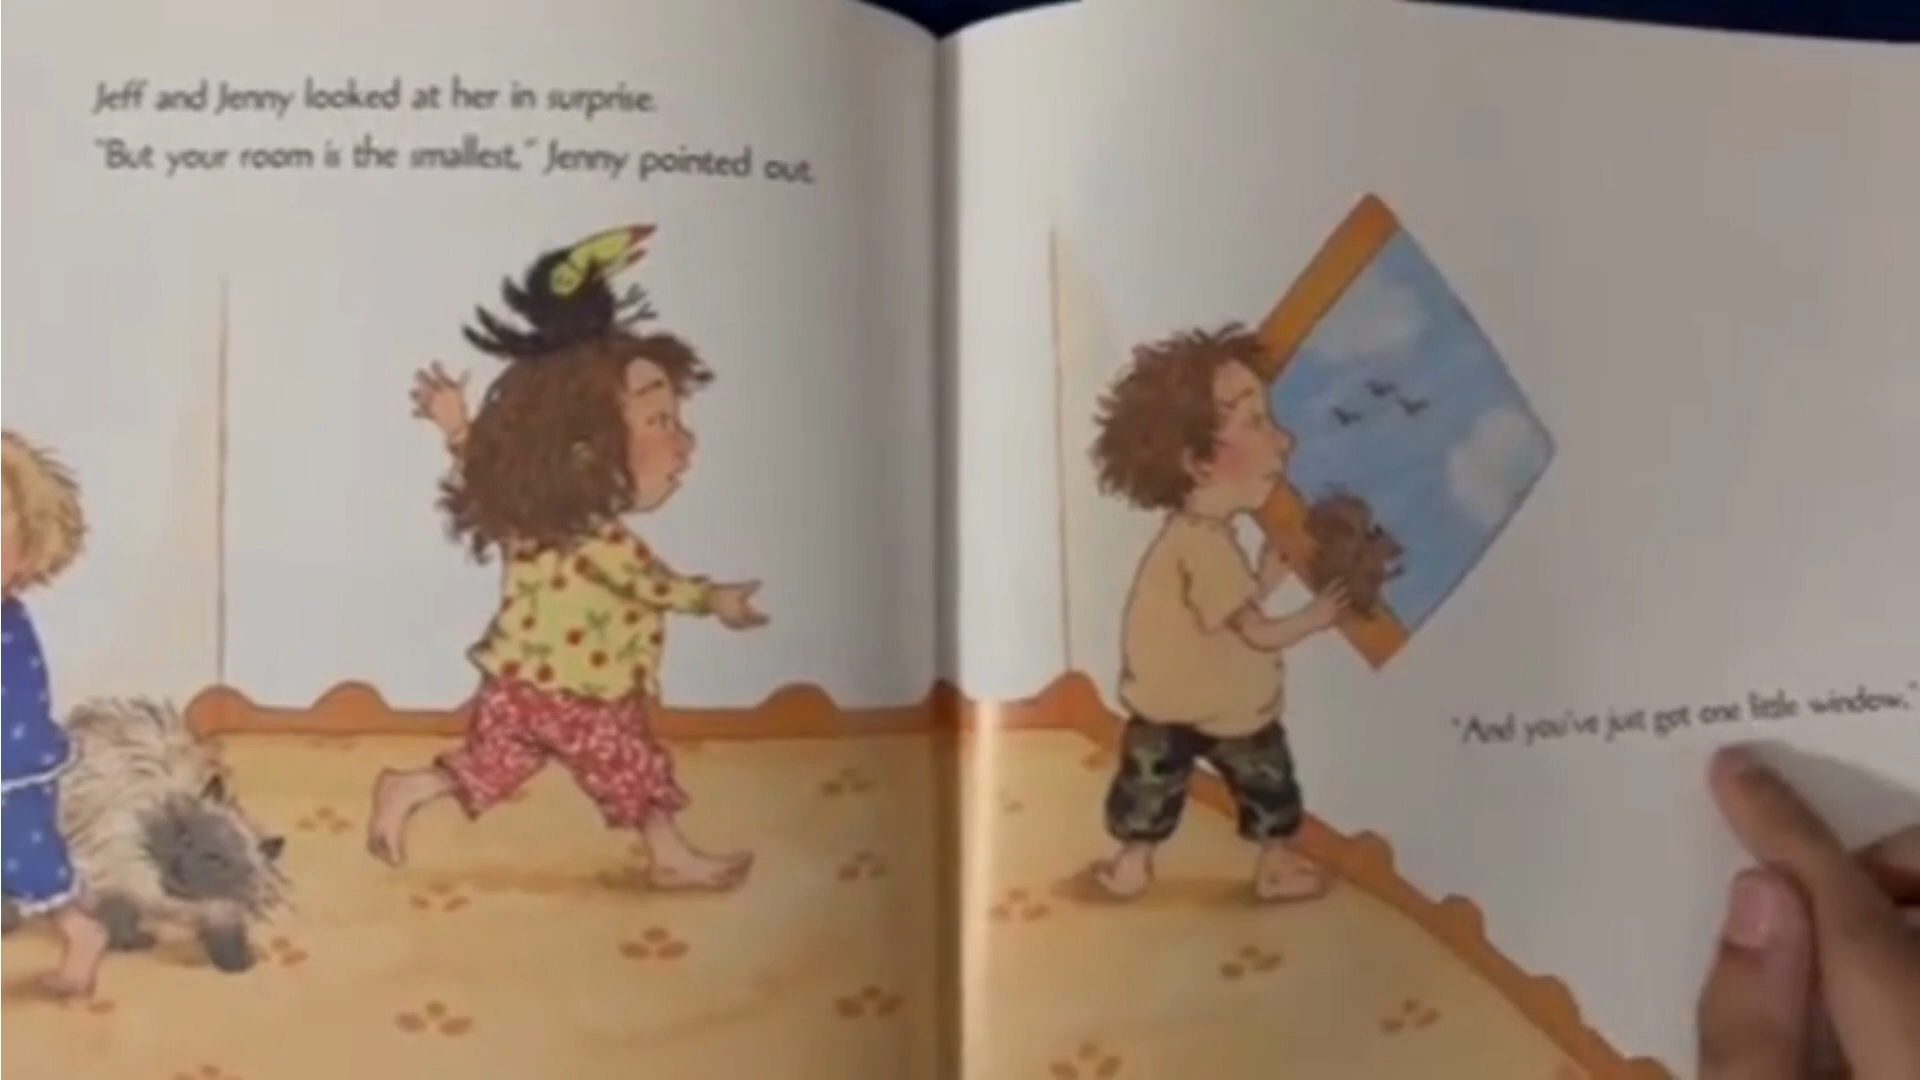 Jeff and Jenny looked at her in surprise.
"But your room is the smallest," Jenny pointed out.
"And you've just got one little window,"